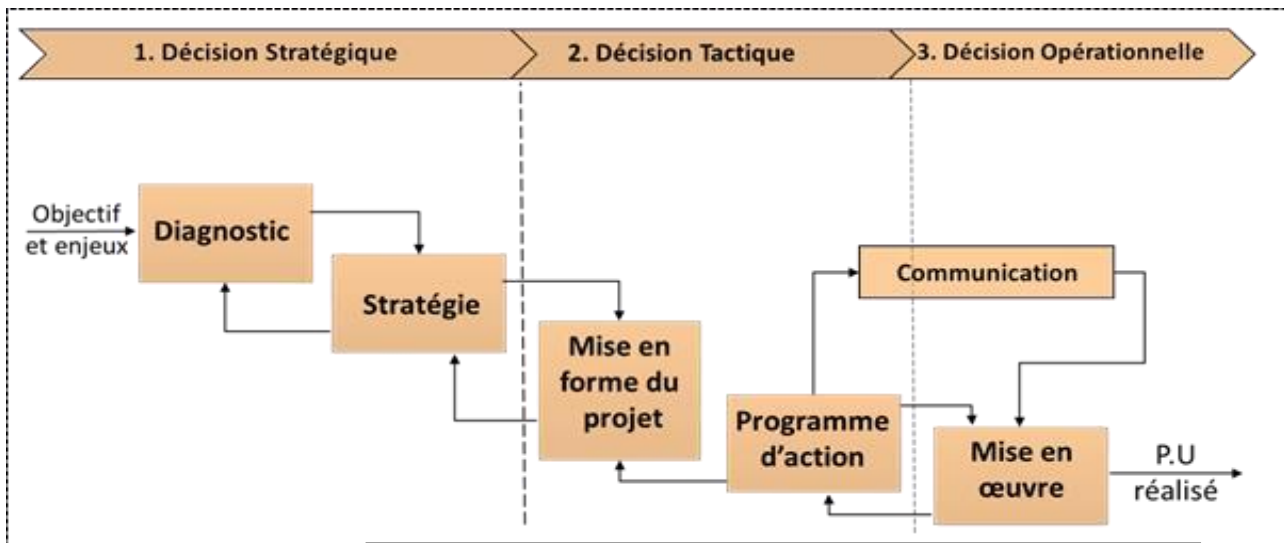 1. Décision Stratégique
2. Décision Tactique
3. Décision Opérationnelle
Objectif
et enjeux
Diagnostic
Stratégie
Mise en
forme du
projet
Programme
d'action
Communication
Mise en
œuvre
P.U
réalisé